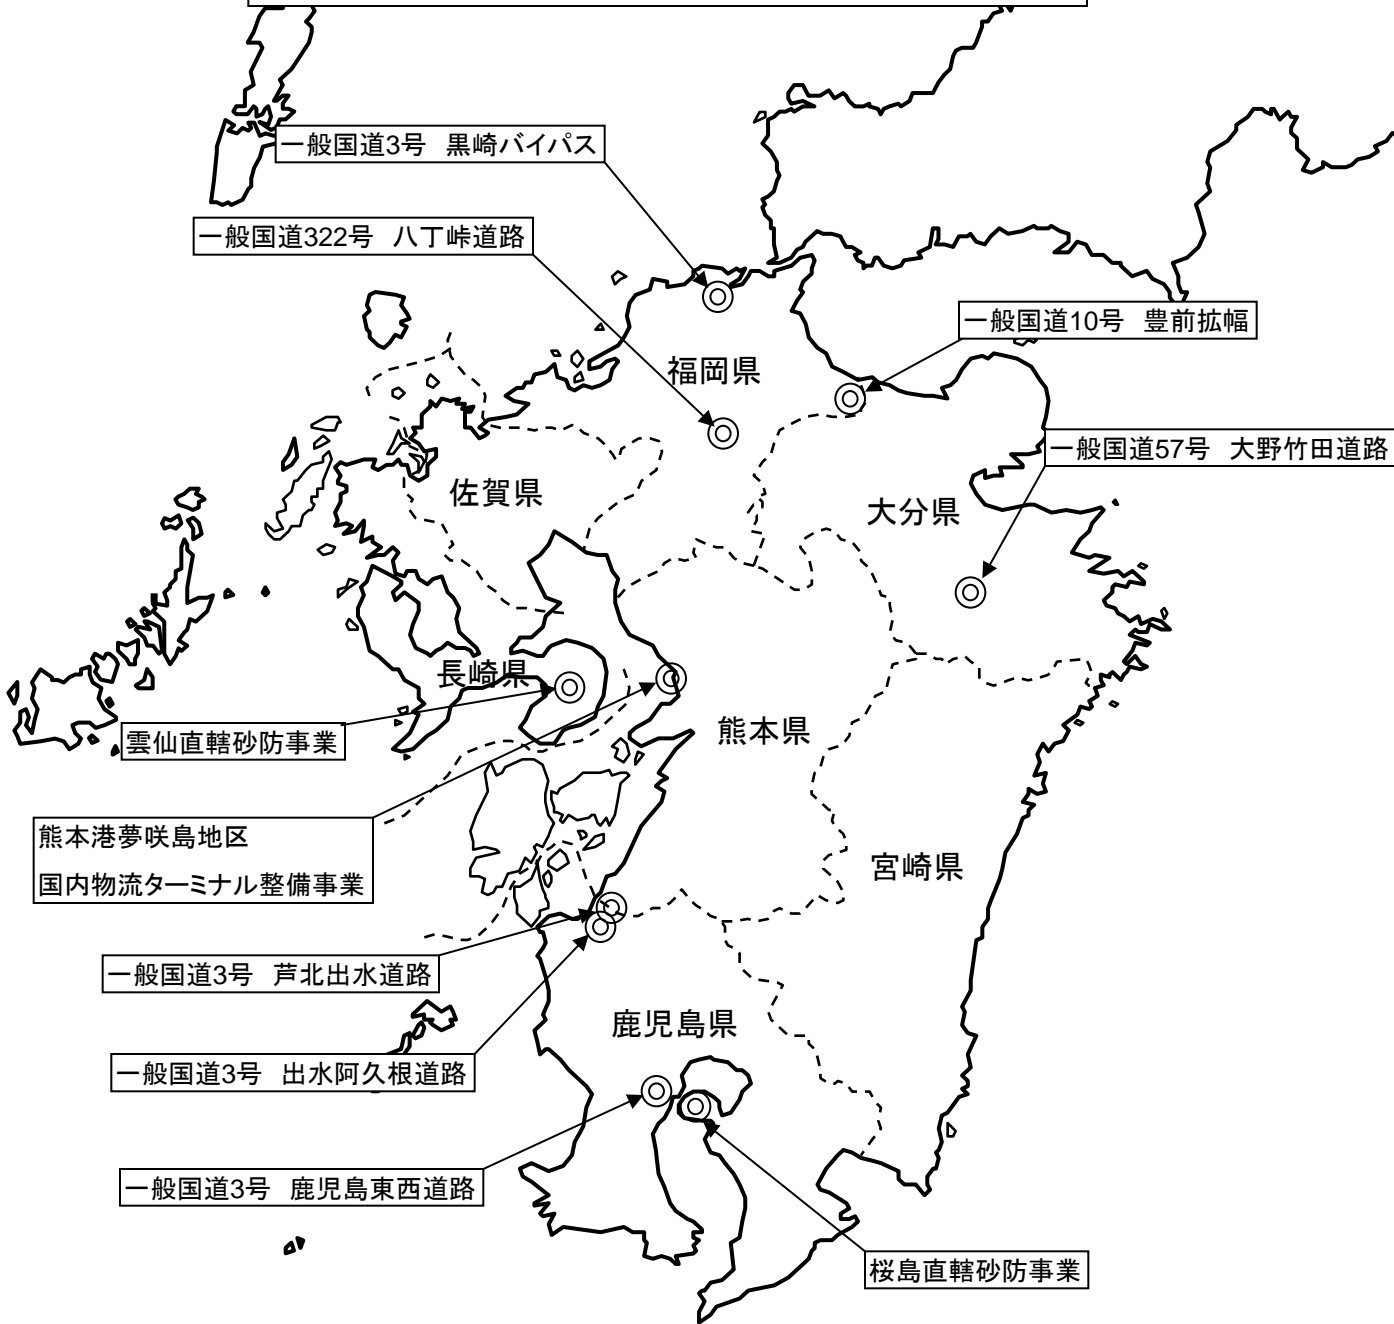 一般国道3号 黒崎バイパス
一般国道322号 八丁峠道路
一般国道10号 豊前拡幅
福岡県
一般国道57号 大野竹田道路
佐賀県
大分県
長崎県
雲仙直轄砂防事業
熊本県
熊本港夢咲島地区
国内物流ターミナル整備事業
宮崎県
一般国道3号 芦北出水道路
鹿児島県
一般国道3号 出水阿久根道路
一般国道3号 鹿児島東西道路
桜島直轄砂防事業